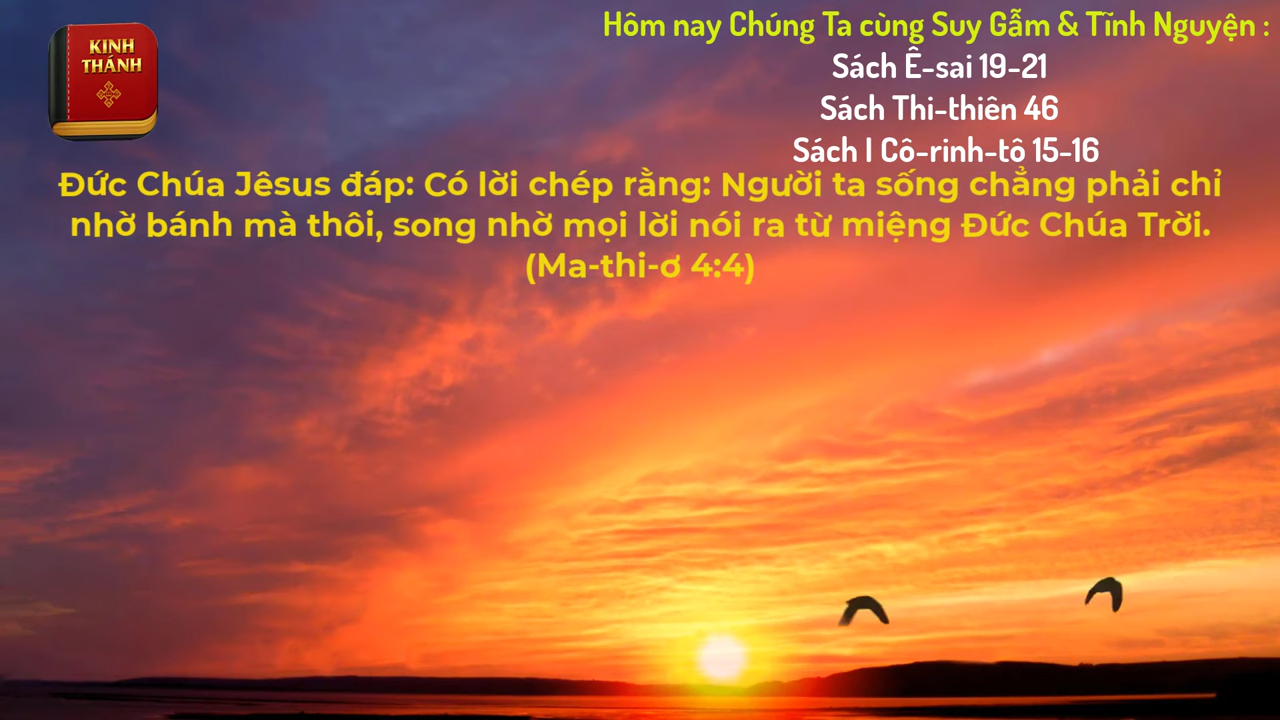 KINH
THÁNH
Hôm nay Chúng Ta cùng Suy Gẫm & Tĩnh Nguyện :
Sách Ê-sai 19-21
Sách Thi-thiên 46
Sách I Cô-rinh-tô 15-16
Đức Chúa Jêsus đáp: Có lời chép rằng: Người ta sống chẳng phải chỉ
nhờ bánh mà thôi, song nhờ mọi lời nói ra từ miệng Đức Chúa Trời.
(Ma-thi-ơ 4:4)